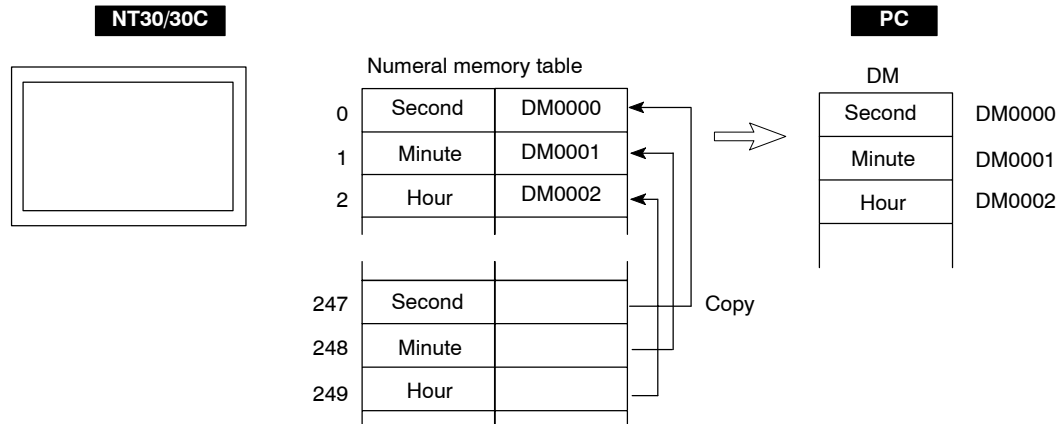 NT30/30C
PC
Numeral memory table
DM
0 Second DM0000
Second DM0000
1 Minute DM0001
Minute DM0001
2 Hour DM0002
Hour DM0002
247 Second
Copy
248 Minute
249 Hour